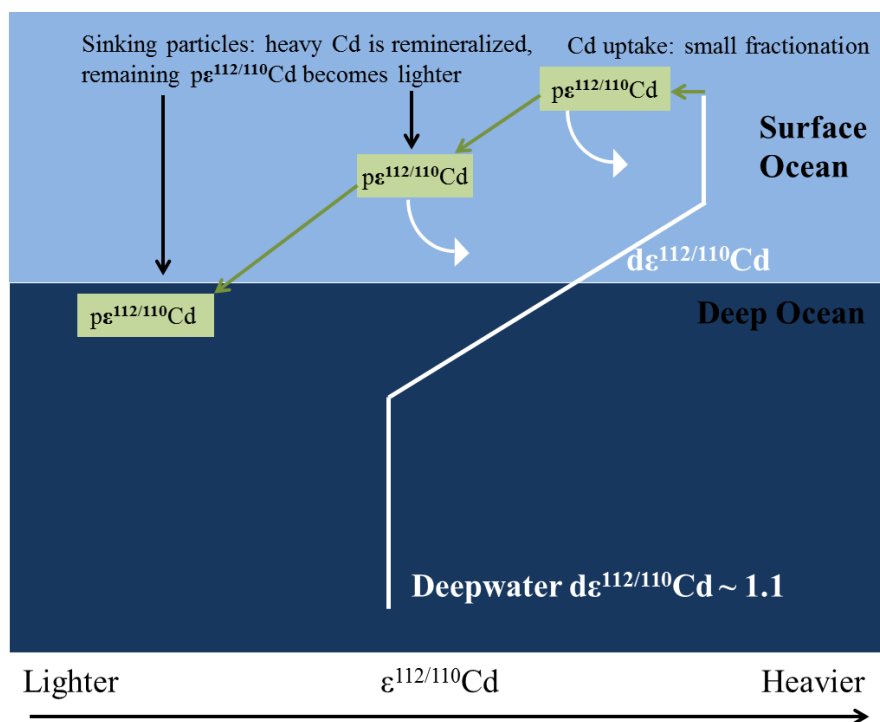 Sinking particles: heavy Cd is remineralized,
remaining pε¹¹²/¹¹⁰Cd becomes lighter
Cd uptake: small fractionation
pε¹¹²/¹¹⁰Cd
Surface
Ocean
pε¹¹²/¹¹⁰Cd
dε¹¹²/¹¹⁰Cd
pε¹¹²/¹¹⁰Cd
Deep Ocean
Deepwater dε¹¹²/¹¹⁰Cd ~ 1.1
Lighter
ε¹¹²/¹¹⁰Cd
Heavier